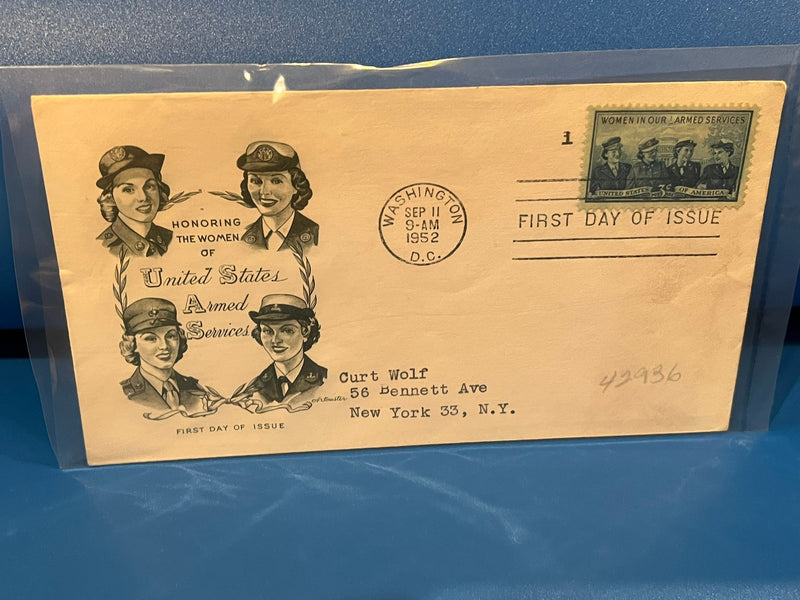 HONORING
THE WOMEN
OF
United States
Armed
Services
Artmaster
FIRST DAY OF ISSUE
WASHINGTON
SEP 11
9-AM
1952
D.C.
1
WOMEN IN OUR ARMED SERVICES
UNITED STATES 3¢ OF AMERICA
FIRST DAY OF ISSUE
Curt Wolf
56 Bennett Ave
New York 33, N.Y.
42936